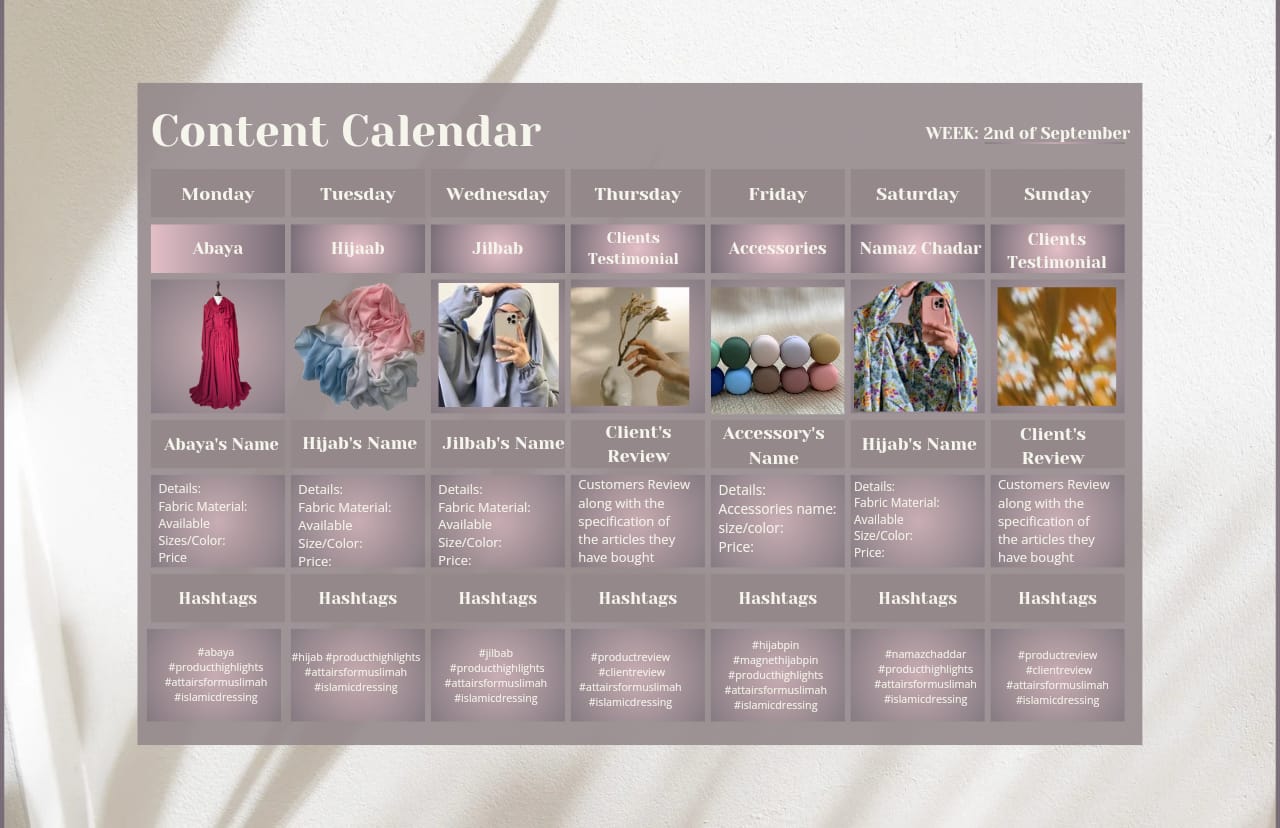 Content Calendar
WEEK: 2nd of September
Monday
Tuesday
Wednesday
Thursday
Friday
Saturday
Sunday
Abaya
Hijaab
Jilbab
Clients
Testimonial
Accessories
Namaz Chadar
Clients
Testimonial
Abaya's Name
Hijab's Name
Jilbab's Name
Client's
Review
Accessory's
Name
Hijab's Name
Client's
Review
Details:
Fabric Material:
Available
Sizes/Color:
Price
Details:
Fabric Material:
Available
Size/Color:
Price:
Details:
Fabric Material:
Available
Size/Color:
Price:
Customers Review
along with the
specification of
the articles they
have bought
Details:
Accessories name:
size/color:
Price:
Details:
Fabric Material:
Available
Size/Color:
Price:
Customers Review
along with the
specification of
the articles they
have bought
Hashtags
Hashtags
Hashtags
Hashtags
Hashtags
Hashtags
Hashtags
#abaya
#producthighlights
#attairsformuslimah
#islamicdressing
#hijab #producthighlights
#attairsformuslimah
#islamicdressing
#jilbab
#producthighlights
#attairsformuslimah
#islamicdressing
#productreview
#clientreview
#attairsformuslimah
#islamicdressing
#hijabpin
#magnethijabpin
#producthighlights
#attairsformuslimah
#islamicdressing
#namazchaddar
#producthighlights
#attairsformuslimah
#islamicdressing
#productreview
#clientreview
#attairsformuslimah
#islamicdressing